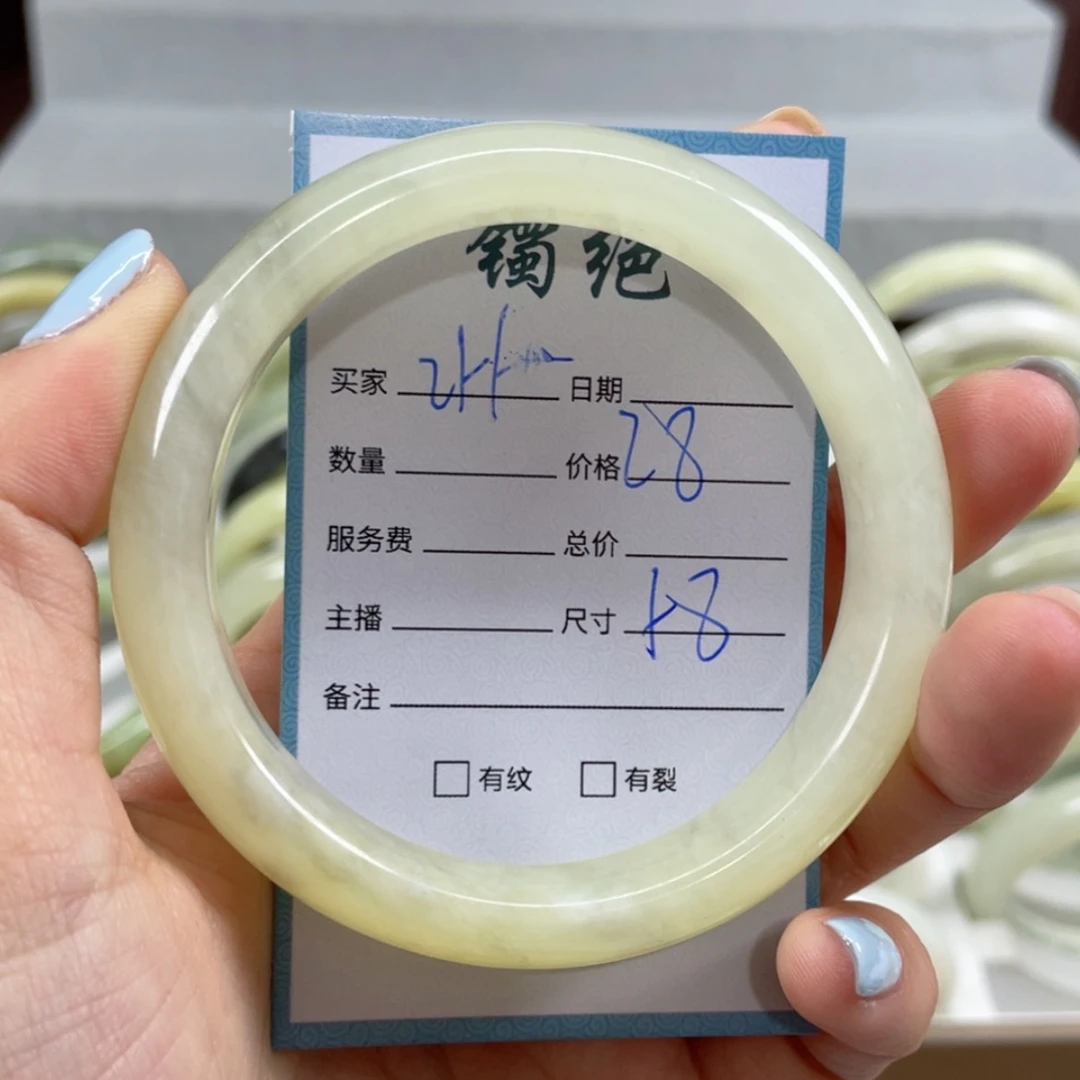 镯绝
买家 日期
数量 价格 28
服务费 总价
主播 尺寸 58
备注
有纹 有裂